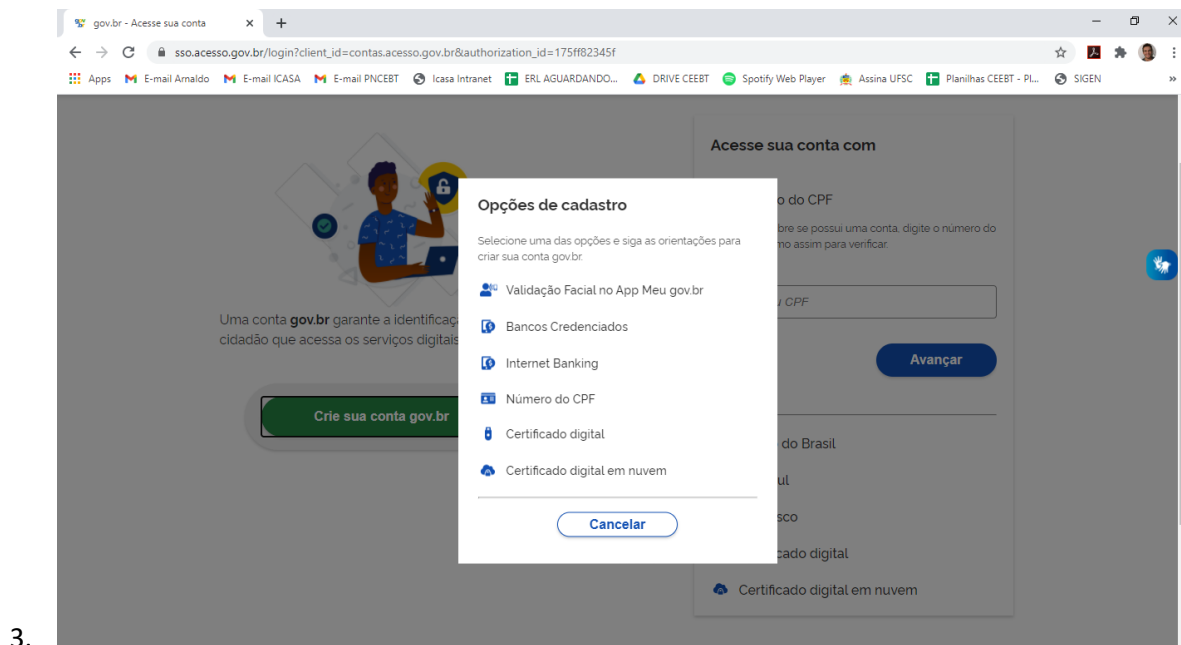 gov.br - Acesse sua conta
sso.acesso.gov.br/login?client_id=contas.acesso.gov.br&authorization_id=175ff82345f
Apps E-mail Arnaldo E-mail ICASA E-mail PNCEBT Icasa Intranet ERL AGUARDANDO... DRIVE CEEBT Spotify Web Player Assina UFSC Planilhas CEEBT - Pl... SIGEN »
Acesse sua conta com
Opções de cadastro
Selecione uma das opções e siga as orientações para
criar sua conta gov.br.
Validação Facial no App Meu gov.br
Bancos Credenciados
Internet Banking
Número do CPF
Certificado digital
Certificado digital em nuvem
Cancelar
Uma conta gov.br garante a identificaç
cidadão que acessa os serviços digitais
Crie sua conta gov.br
o do CPF
bre se possui uma conta, digite o número do
mo assim para verificar.
CPF
Avançar
do Brasil
ul
sco
cado digital
Certificado digital em nuvem
3.